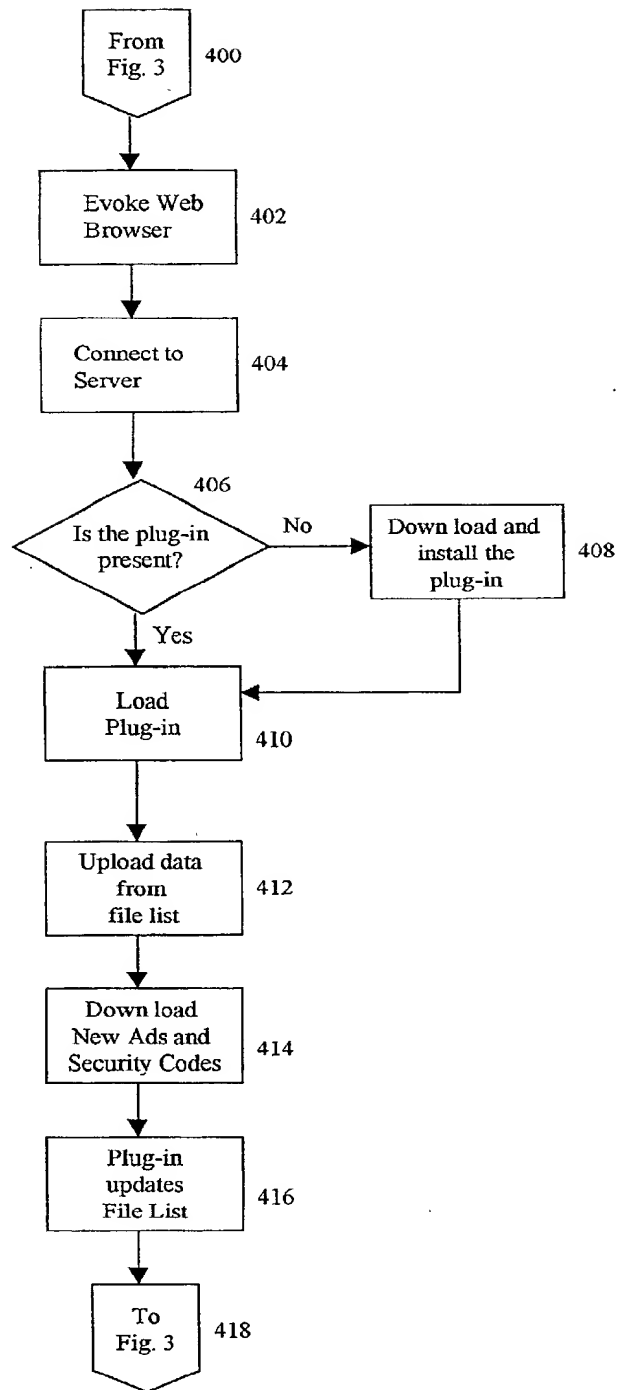 From
Fig. 3
400
Evoke Web
Browser
402
Connect to
Server
404
406
Is the plug-in
present?
No
Down load and
install the
plug-in
408
Yes
Load
Plug-in
410
Upload data
from
file list
412
Down load
New Ads and
Security Codes
414
Plug-in
updates
File List
416
To
Fig. 3
418